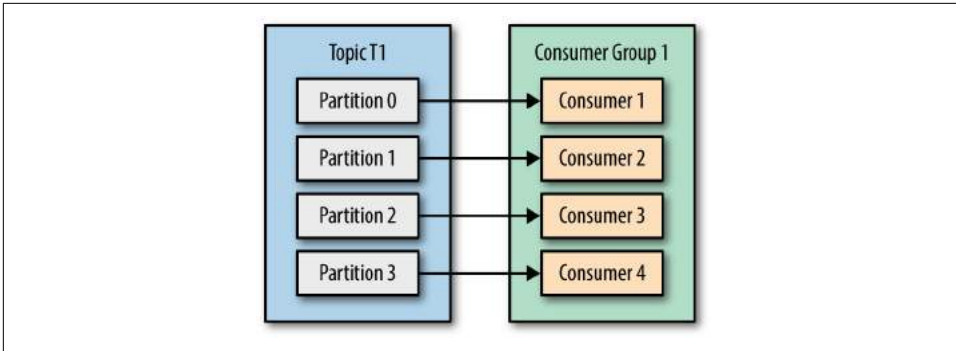 Topic T1
Partition 0
Partition 1
Partition 2
Partition 3
Consumer Group 1
Consumer 1
Consumer 2
Consumer 3
Consumer 4